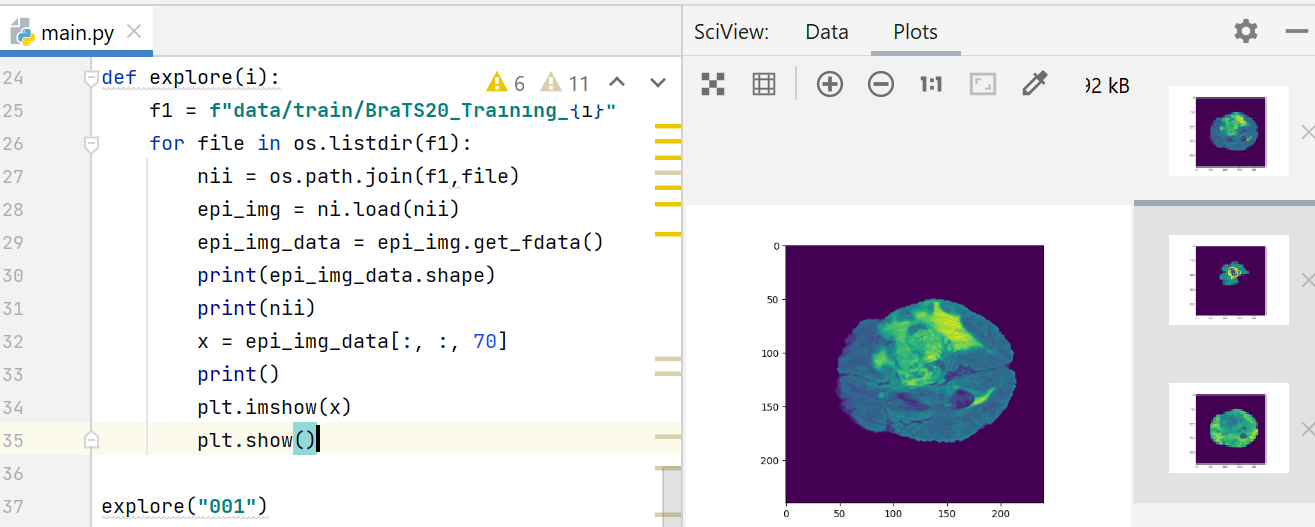 main.py
SciView: Data Plots
24 def explore(i):
6 11
25 f1 = f"data/train/BraTS20_Training_{i}"
26 for file in os.listdir(f1):
27 nii = os.path.join(f1,file)
28 epi_img = ni.load(nii)
29 epi_img_data = epi_img.get_fdata()
30 print(epi_img_data.shape)
31 print(nii)
32 x = epi_img_data[:, :, 70]
33 print()
34 plt.imshow(x)
35 plt.show()
36
37 explore("001")
1:1 92 kB
0
50
100
150
200
0 50 100 150 200